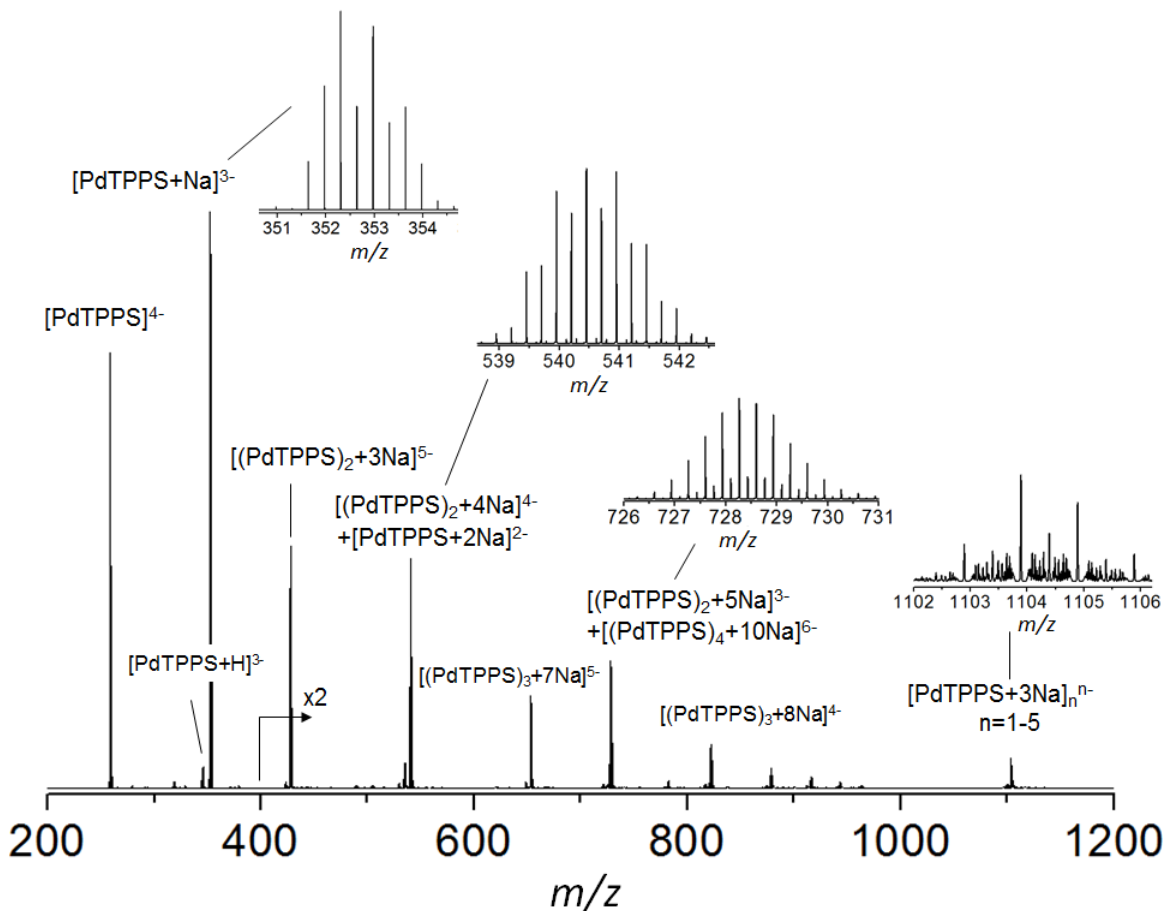 [PdTPPS+Na]³⁻
351 352 353 354
m/z
[PdTPPS]⁴⁻
539 540 541 542
m/z
[(PdTPPS)₂+3Na]⁵⁻
[(PdTPPS)₂+4Na]⁴⁻
+[PdTPPS+2Na]²⁻
726 727 728 729 730 731
m/z
1102 1103 1104 1105 1106
m/z
[(PdTPPS)₂+5Na]³⁻
+[(PdTPPS)₄+10Na]⁶⁻
[PdTPPS+H]³⁻
x2
[(PdTPPS)₃+7Na]⁵⁻
[(PdTPPS)₃+8Na]⁴⁻
[PdTPPS+3Na]ₙⁿ⁻
n=1-5
200 400 600 800 1000 1200
m/z